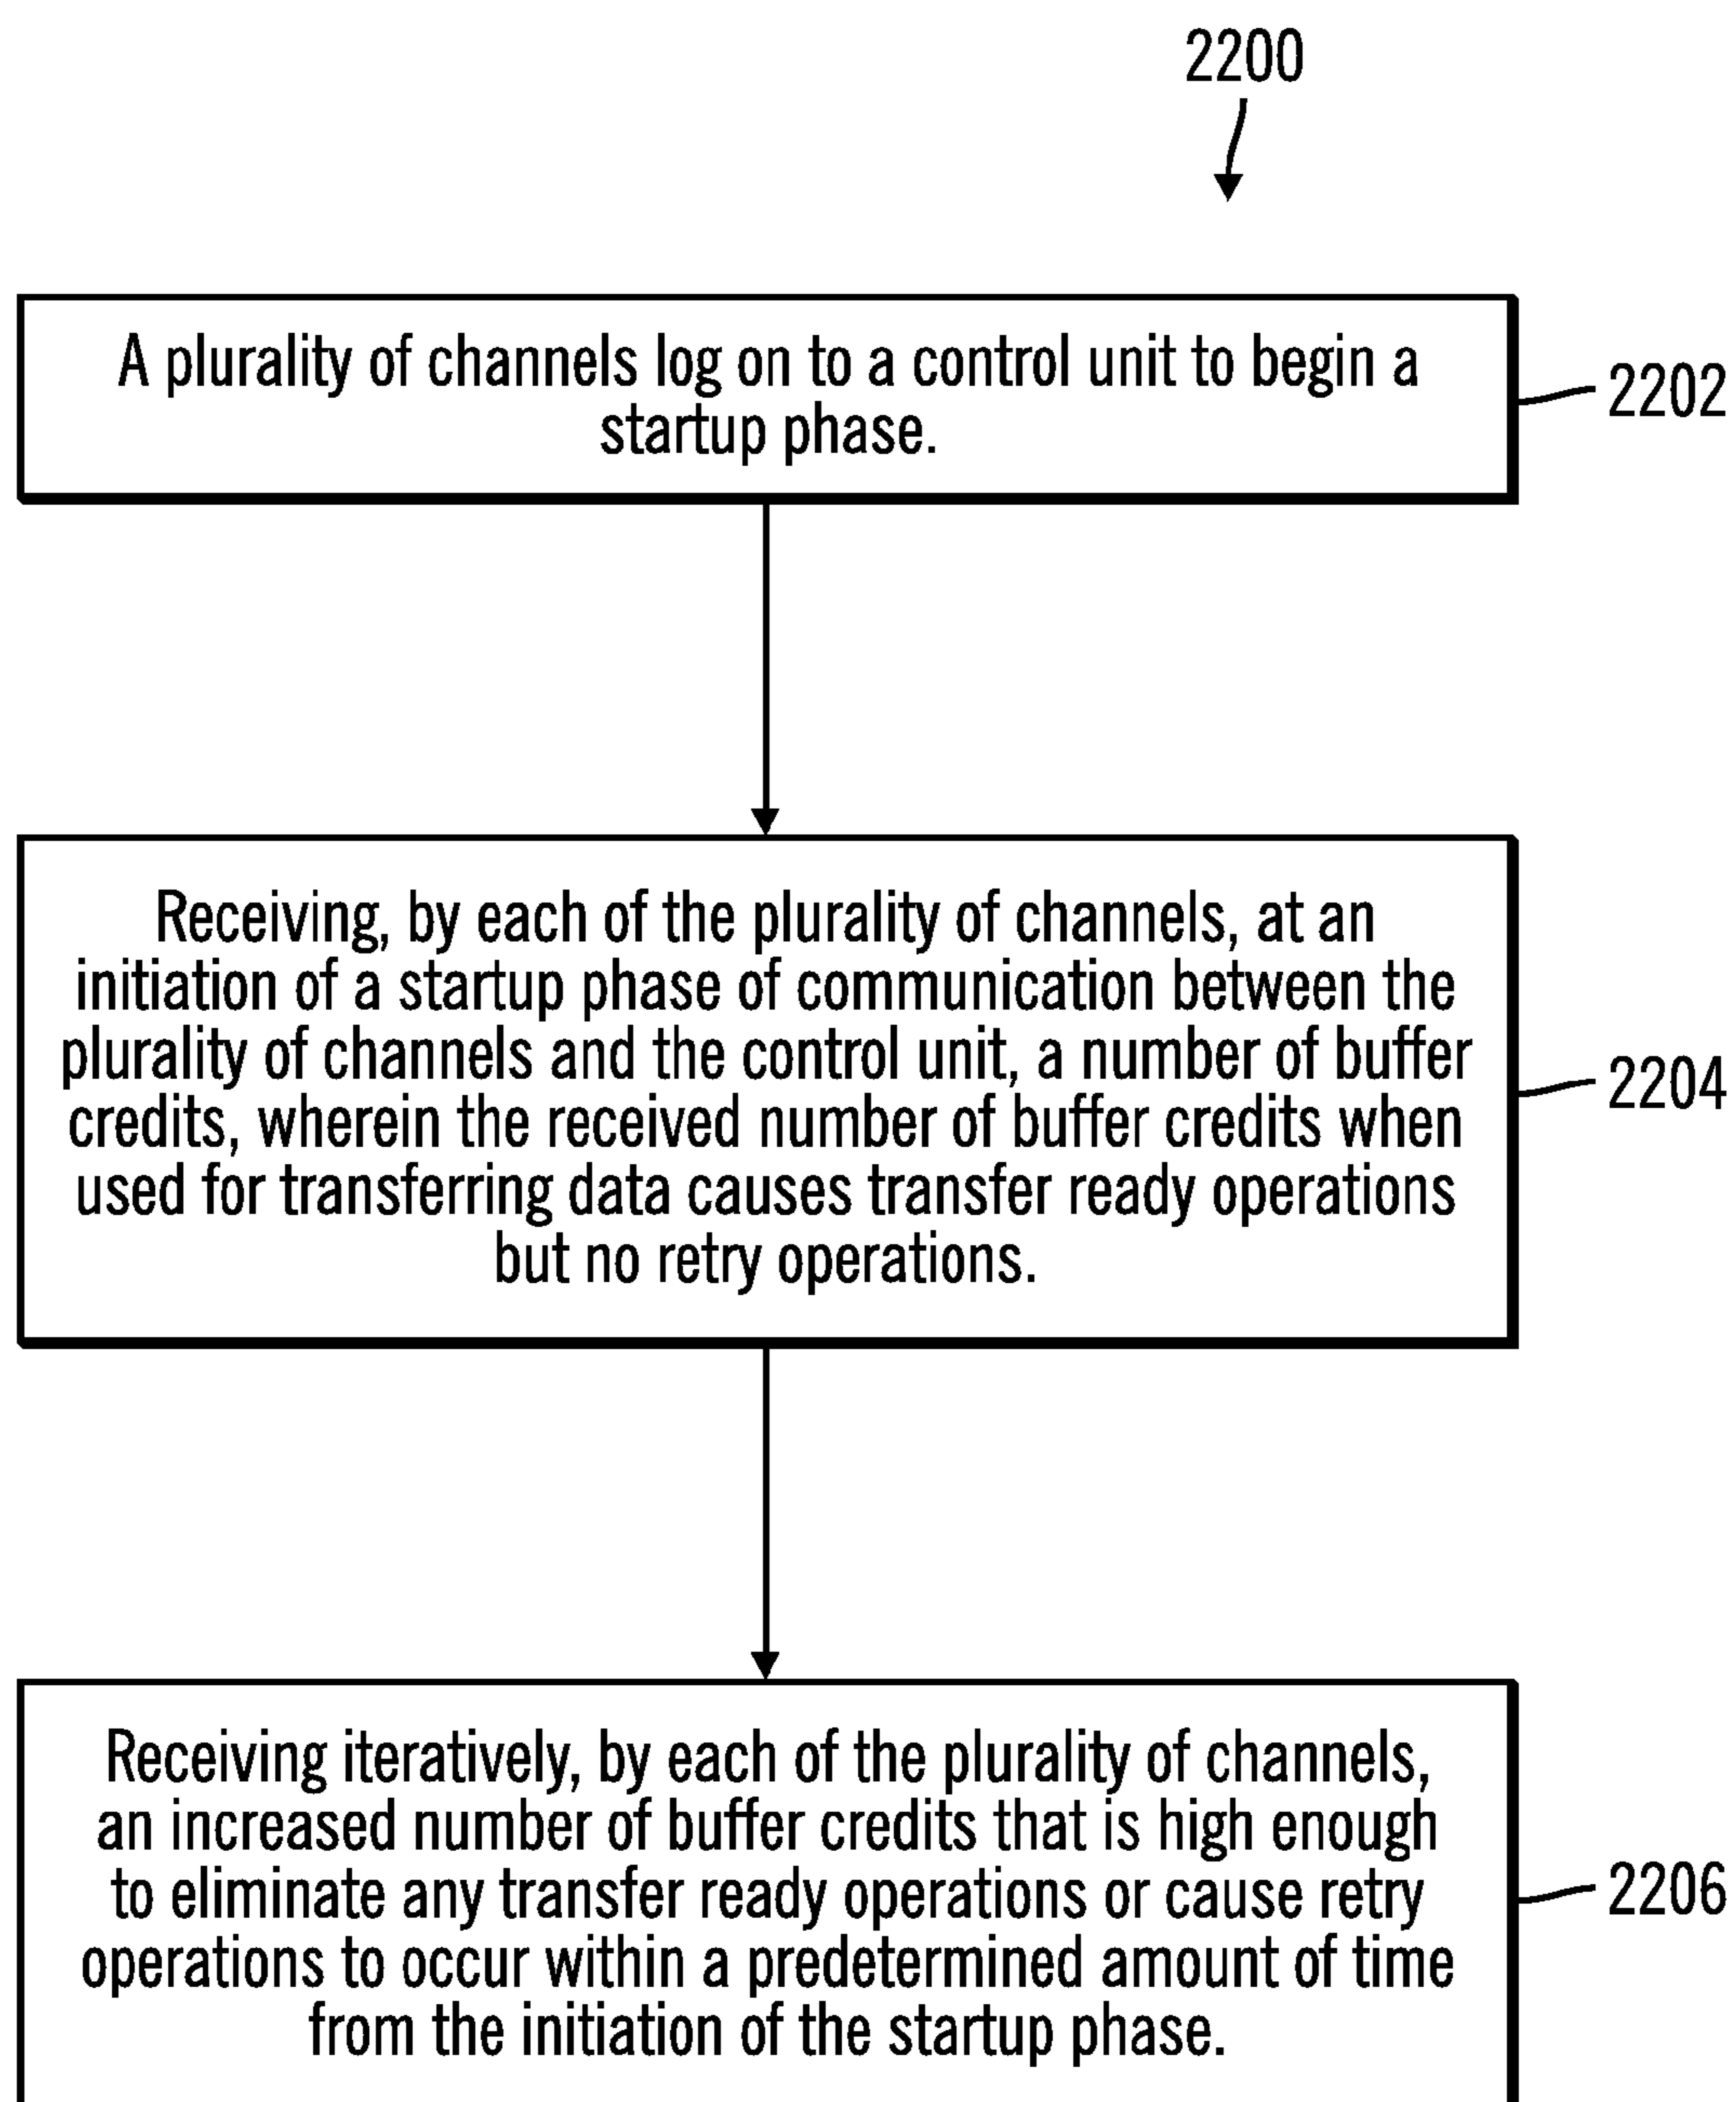 2200
A plurality of channels log on to a control unit to begin a
startup phase.
2202
Receiving, by each of the plurality of channels, at an
initiation of a startup phase of communication between the
plurality of channels and the control unit, a number of buffer
credits, wherein the received number of buffer credits when
used for transferring data causes transfer ready operations
but no retry operations.
2204
Receiving iteratively, by each of the plurality of channels,
an increased number of buffer credits that is high enough
to eliminate any transfer ready operations or cause retry
operations to occur within a predetermined amount of time
from the initiation of the startup phase.
2206